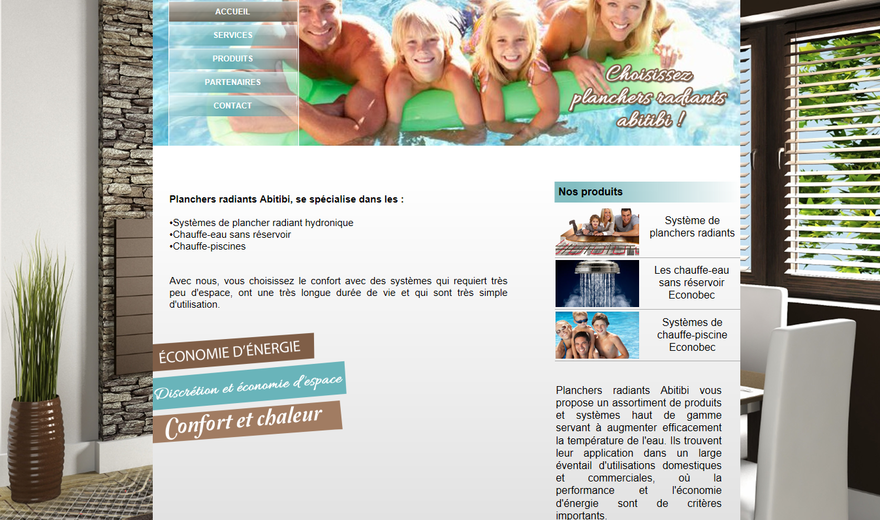 ACCUEIL
SERVICES
PRODUITS
PARTENAIRES
CONTACT
Choisissez
planchers radiants
abitibi !
Planchers radiants Abitibi, se spécialise dans les :
•Systèmes de plancher radiant hydronique
•Chauffe-eau sans réservoir
•Chauffe-piscines
Avec nous, vous choisissez le confort avec des systèmes qui requiert très
peu d'espace, ont une très longue durée de vie et qui sont très simple
d'utilisation.
ÉCONOMIE D'ÉNERGIE
Discrétion et économie d'espace
Confort et chaleur
Nos produits
Système de
planchers radiants
Les chauffe-eau
sans réservoir
Econobec
Systèmes de
chauffe-piscine
Econobec
Planchers radiants Abitibi vous
propose un assortiment de produits
et systèmes haut de gamme
servant à augmenter efficacement
la température de l'eau. Ils trouvent
leur application dans un large
éventail d'utilisations domestiques
et commerciales, où la
performance et l'économie
d'énergie sont de critères
importants.